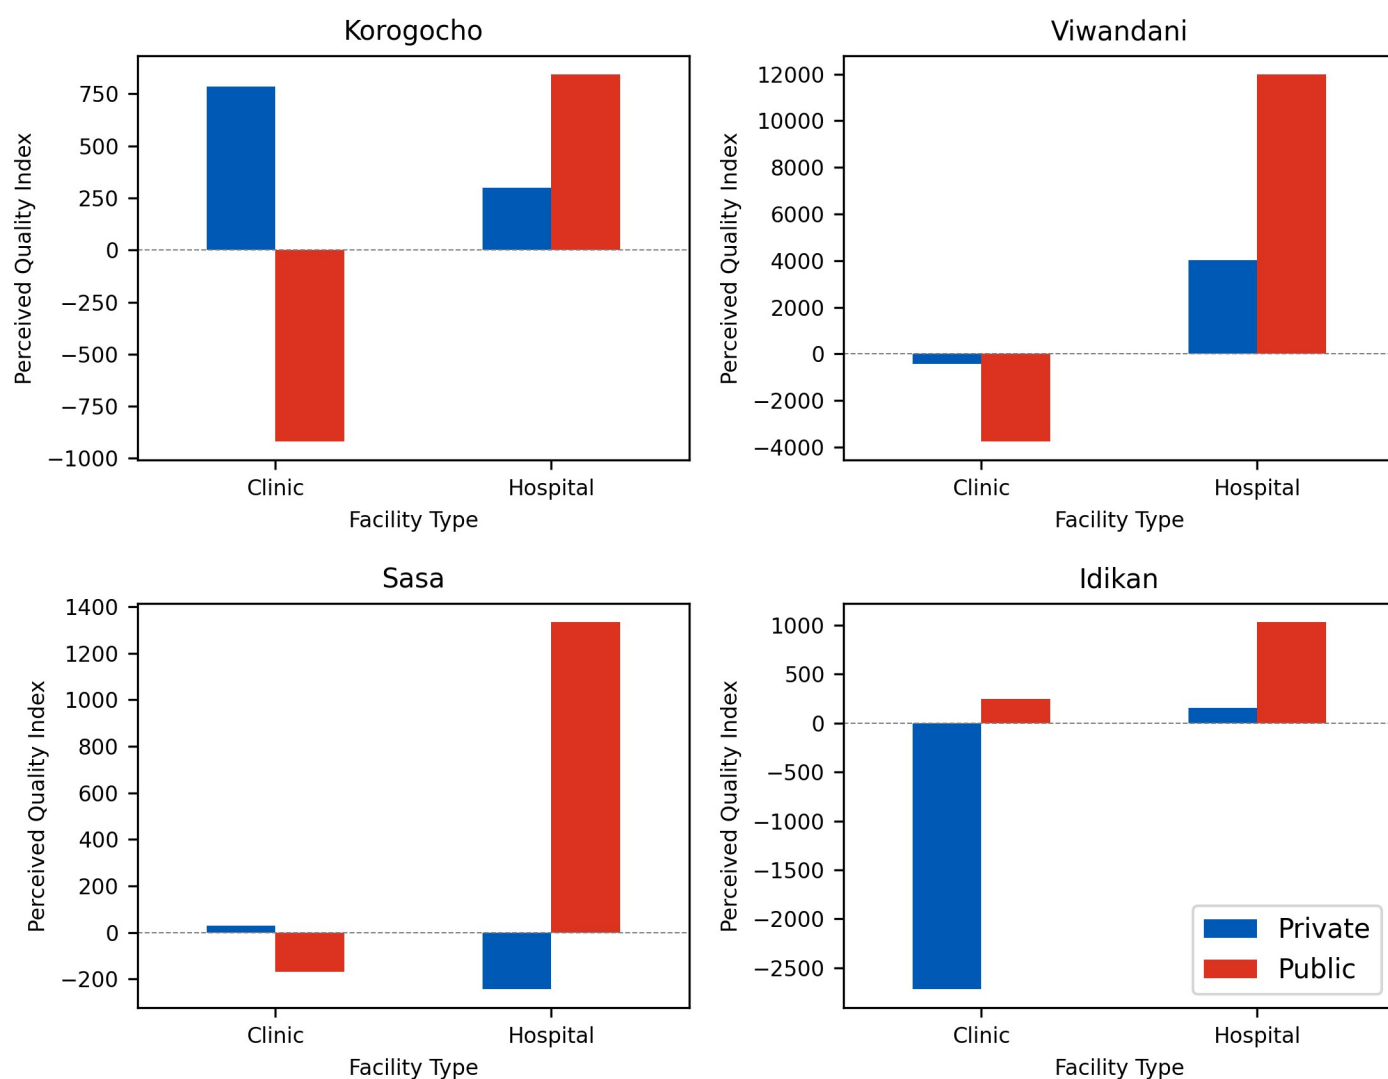 Korogocho
Perceived Quality Index
750
500
250
0
−250
−500
−750
−1000
Clinic
Hospital
Facility Type
Viwandani
Perceived Quality Index
12000
10000
8000
6000
4000
2000
0
−2000
−4000
Clinic
Hospital
Facility Type
Sasa
Perceived Quality Index
1400
1200
1000
800
600
400
200
0
−200
Clinic
Hospital
Facility Type
Idikan
Perceived Quality Index
1000
500
0
−500
−1000
−1500
−2000
−2500
Private
Public
Clinic
Hospital
Facility Type